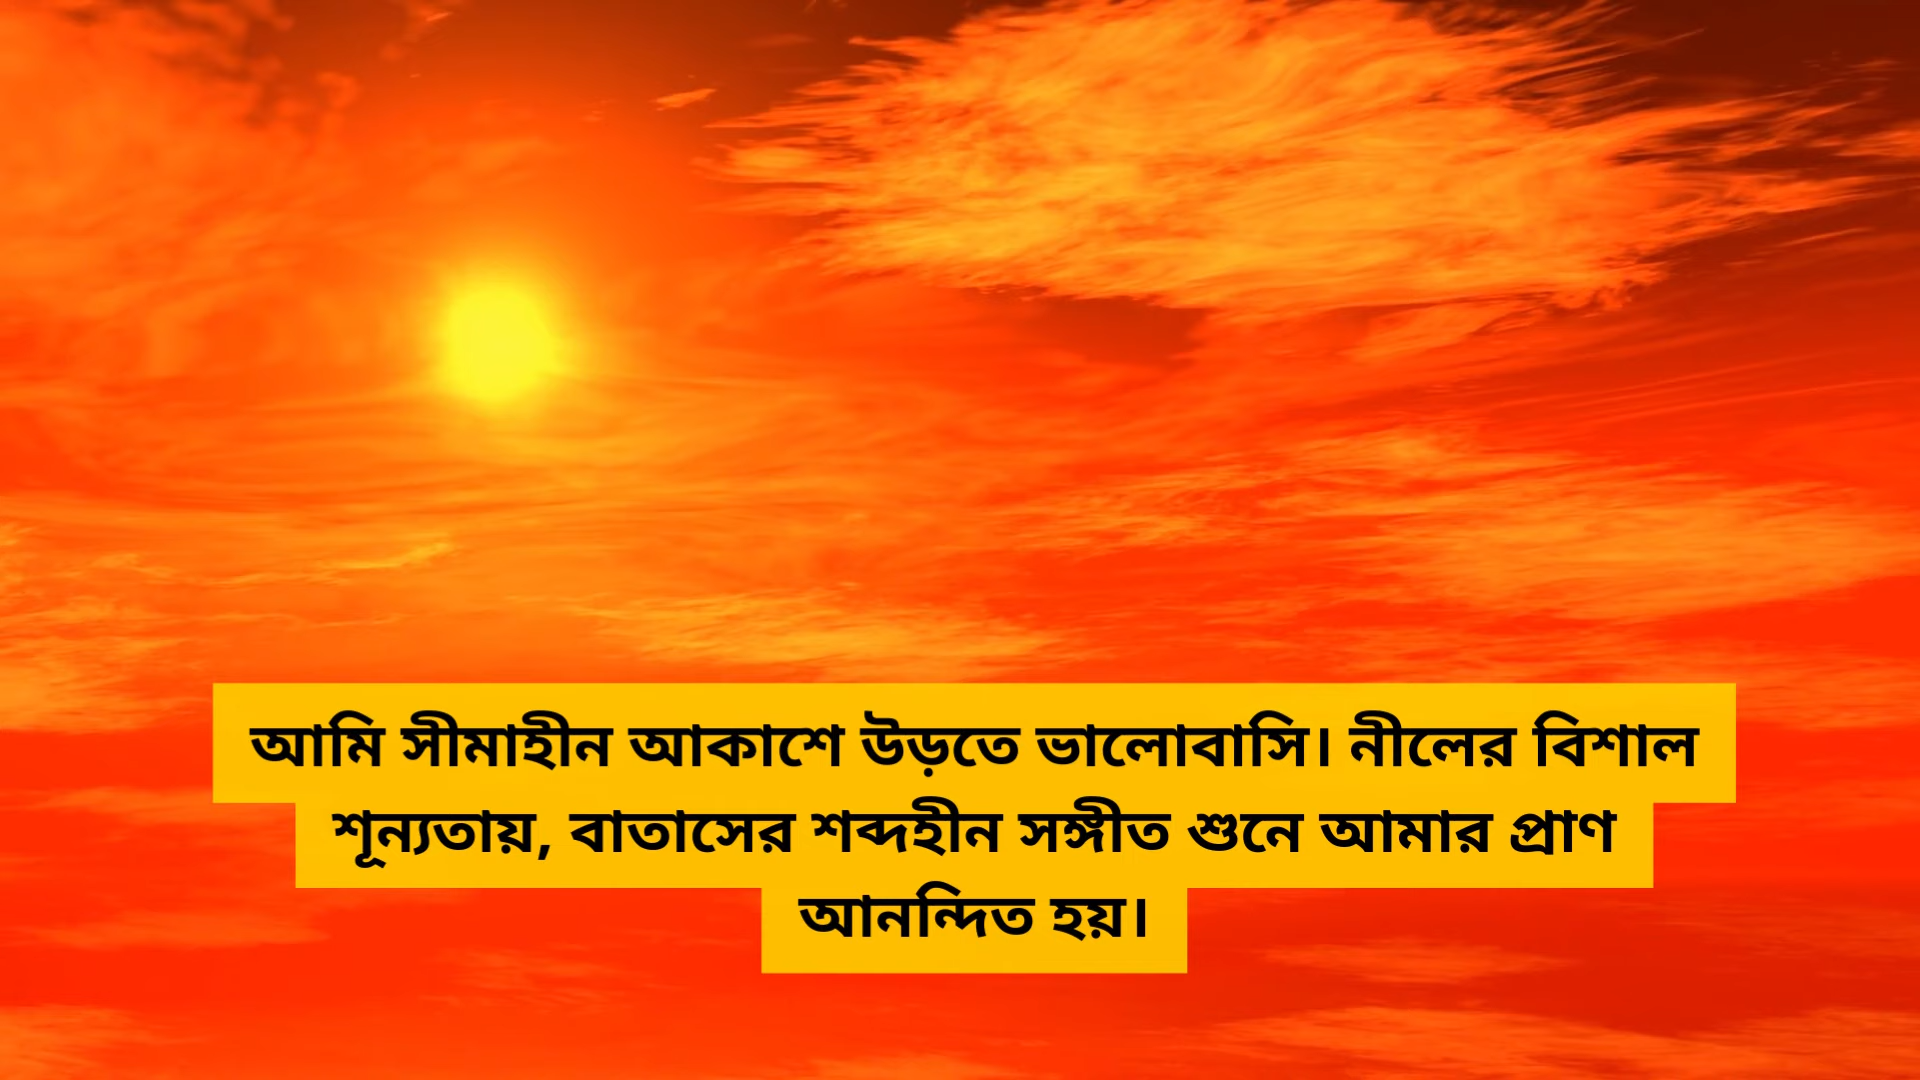 আমি সীমাহীন আকাশে উড়তে ভালোবাসি। নীলের বিশাল
শূন্যতায়, বাতাসের শব্দহীন সঙ্গীত শুনে আমার প্রাণ
আনন্দিত হয়।